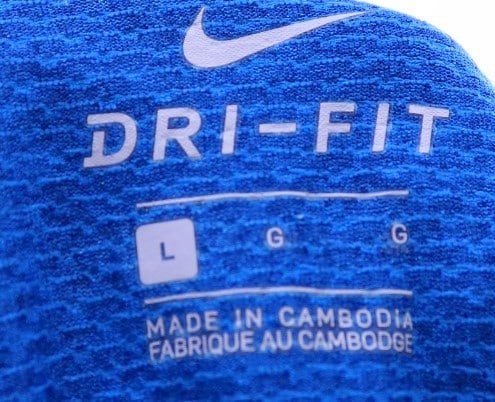 DRI-FIT
L G G
MADE IN CAMBODIA
FABRIQUE AU CAMBODGE